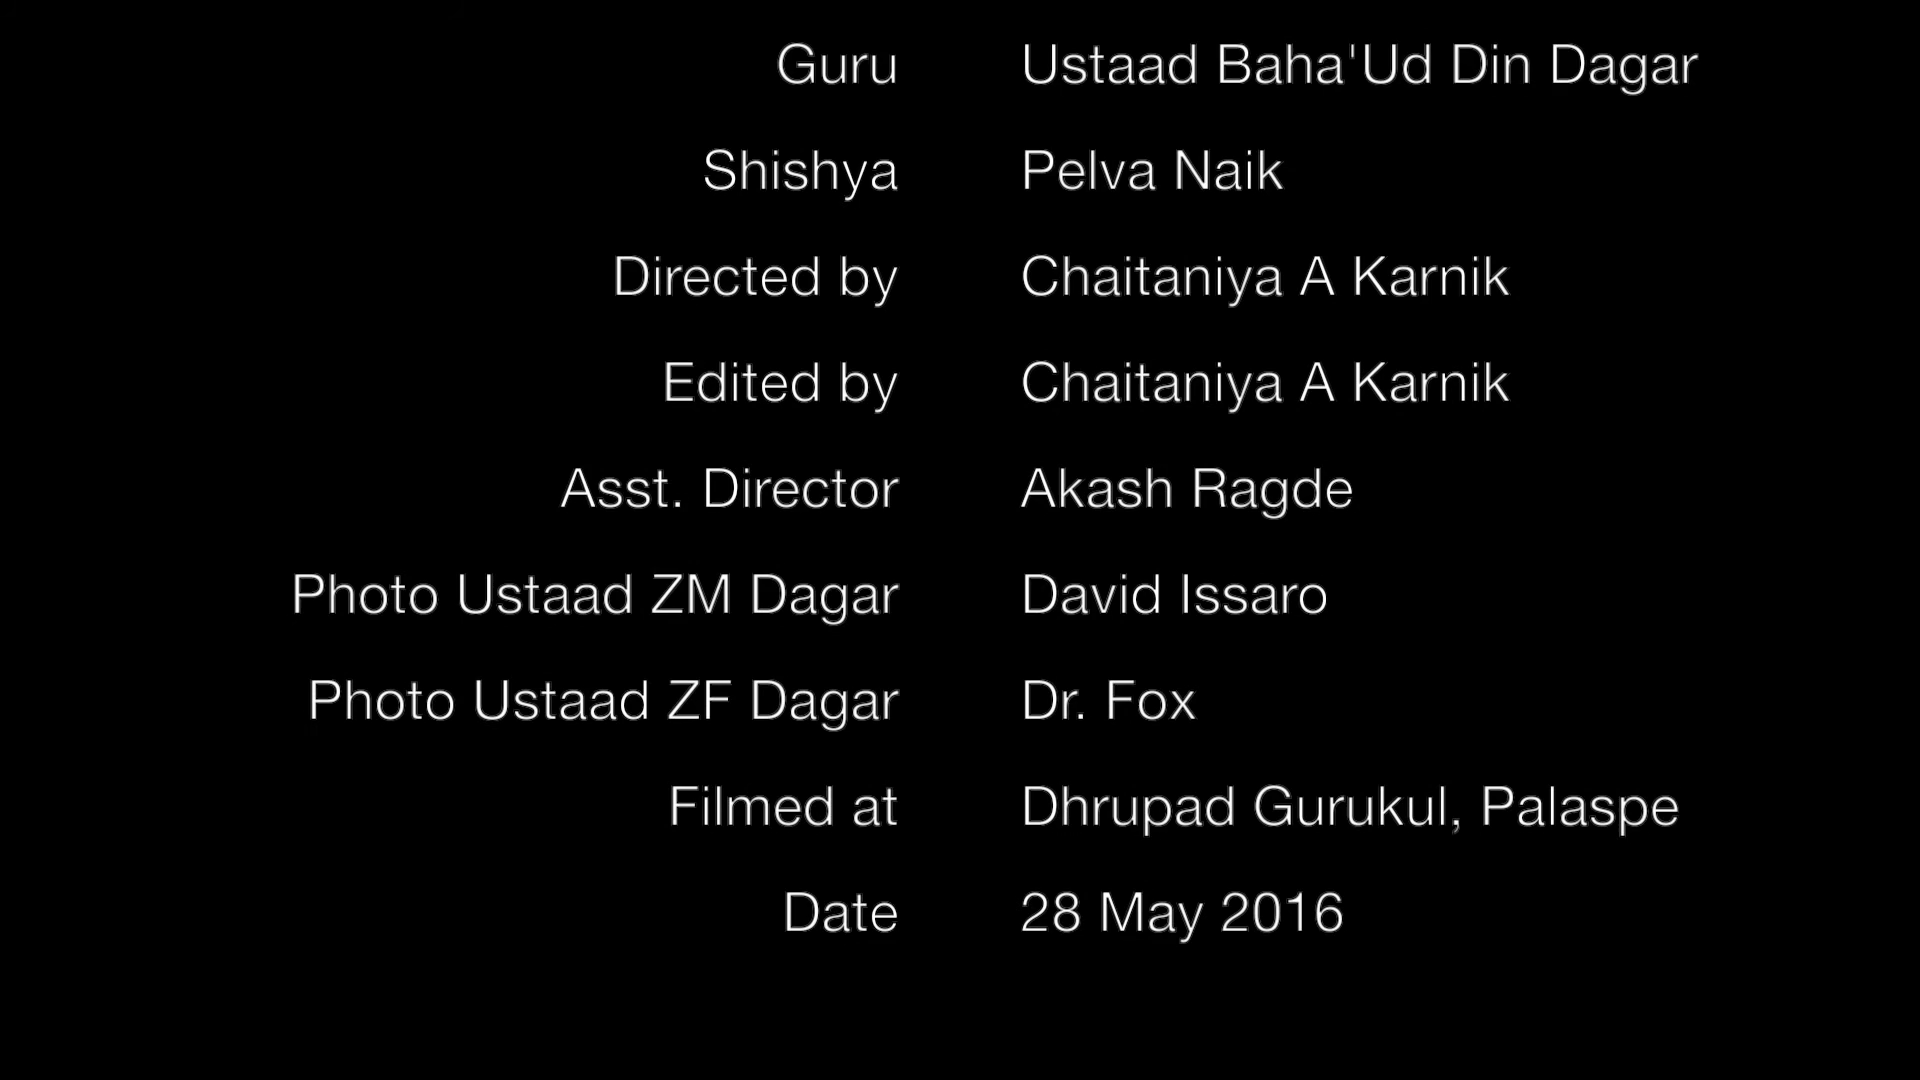 Guru Ustaad Baha'Ud Din Dagar
Shishya Pelva Naik
Directed by Chaitaniya A Karnik
Edited by Chaitaniya A Karnik
Asst. Director Akash Ragde
Photo Ustaad ZM Dagar David Issaro
Photo Ustaad ZF Dagar Dr. Fox
Filmed at Dhrupad Gurukul, Palaspe
Date 28 May 2016